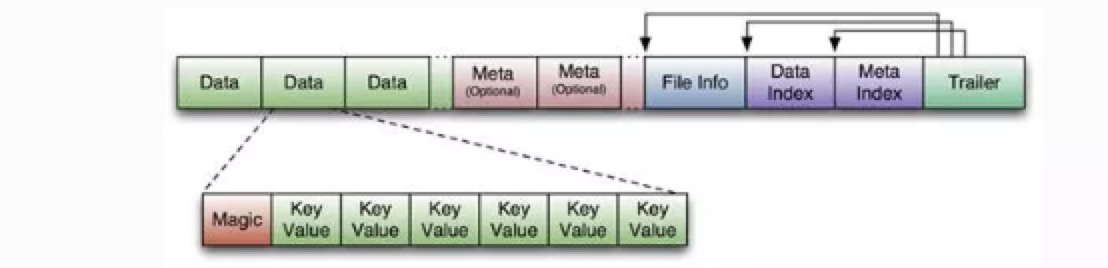 Data Data Data Meta (Optional) Meta (Optional) File Info Data Index Meta Index Trailer
Magic Key Value Key Value Key Value Key Value Key Value Key Value